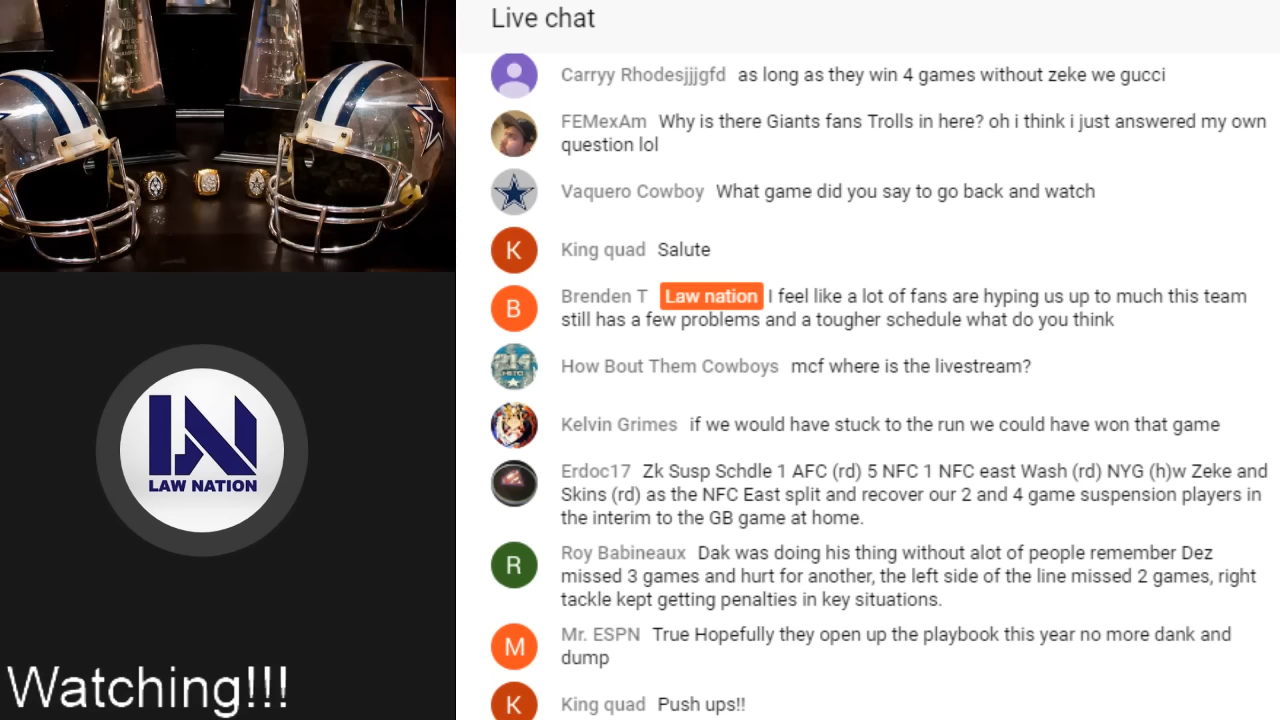 Live chat
Carryy Rhodesjjjgfd as long as they win 4 games without zeke we gucci
FEMexAm Why is there Giants fans Trolls in here? oh i think i just answered my own
question lol
Vaquero Cowboy What game did you say to go back and watch
K King quad Salute
B Brenden T Law nation I feel like a lot of fans are hyping us up to much this team
still has a few problems and a tougher schedule what do you think
How Bout Them Cowboys mcf where is the livestream?
Kelvin Grimes if we would have stuck to the run we could have won that game
Erdoc17 Zk Susp Schdle 1 AFC (rd) 5 NFC 1 NFC east Wash (rd) NYG (h)w Zeke and
Skins (rd) as the NFC East split and recover our 2 and 4 game suspension players in
the interim to the GB game at home.
R Roy Babineaux Dak was doing his thing without alot of people remember Dez
missed 3 games and hurt for another, the left side of the line missed 2 games, right
tackle kept getting penalties in key situations.
M Mr. ESPN True Hopefully they open up the playbook this year no more dank and
dump
K King quad Push ups!!
LN
LAW NATION
Watching!!!